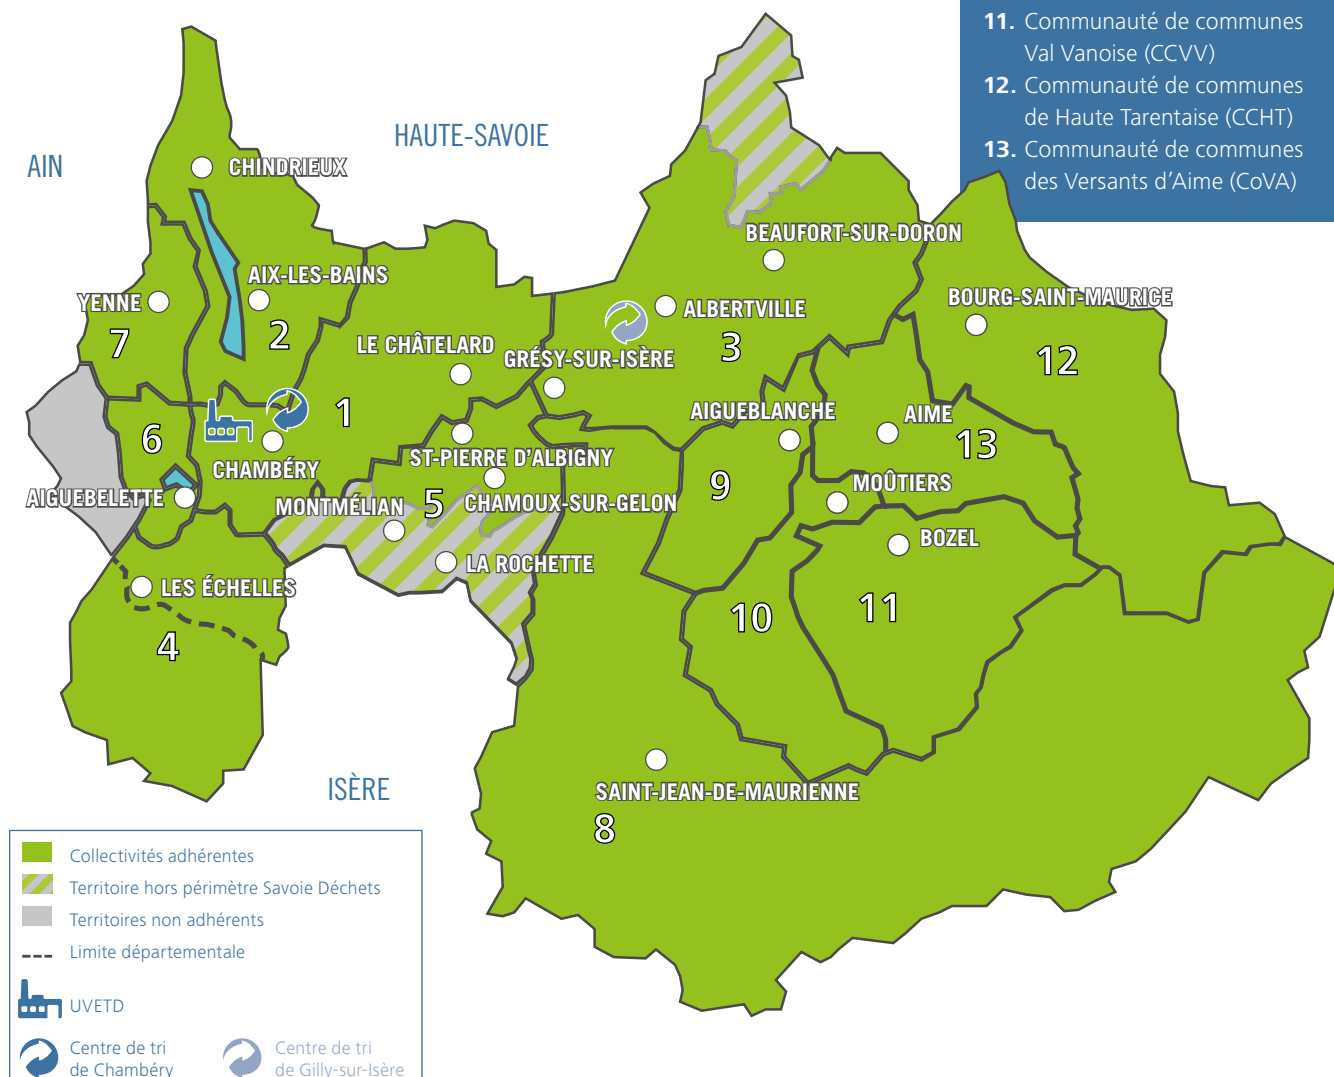 11. Communauté de communes
Val Vanoise (CCVV)
12. Communauté de communes
de Haute Tarentaise (CCHT)
13. Communauté de communes
des Versants d'Aime (CoVA)
HAUTE-SAVOIE
AIN
CHINDRIEUX
BEAUFORT-SUR-DORON
AIX-LES-BAINS
YENNE
BOURG-SAINT-MAURICE
ALBERTVILLE
7
2
LE CHÂTELARD
GRÉSY-SUR-ISÈRE
3
12
1
AIGUEBLANCHE
AIME
6
13
CHAMBÉRY
ST-PIERRE D'ALBIGNY
9
MOÛTIERS
AIGUEBELETTE
MONTMÉLIAN
5
CHAMOUX-SUR-GELON
BOZEL
LA ROCHETTE
LES ÉCHELLES
10
11
4
ISÈRE
SAINT-JEAN-DE-MAURIENNE
8
Collectivités adhérentes
Territoire hors périmètre Savoie Déchets
Territoires non adhérents
Limite départementale
UVETD
Centre de tri
de Chambéry
Centre de tri
de Gilly-sur-Isère